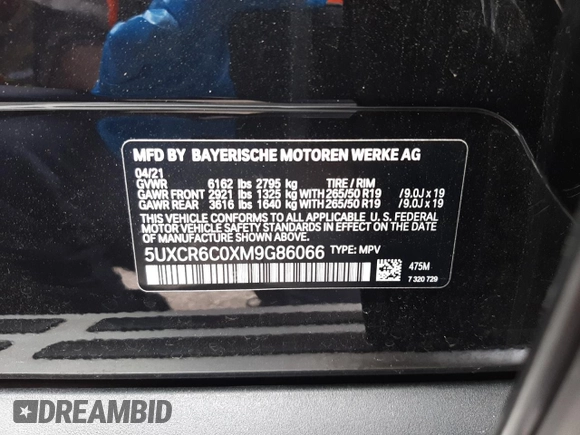 MFD BY BAYERISCHE MOTOREN WERKE AG
04/21
GVWR 6162 lbs 2795 kg TIRE / RIM
GAWR FRONT 2921 lbs 1325 kg WITH 265/50 R19 /9.0J x 19
GAWR REAR 3616 lbs 1640 kg WITH 265/50 R19 /9.0J x 19
THIS VEHICLE CONFORMS TO ALL APPLICABLE U. S. FEDERAL
MOTOR VEHICLE SAFETY STANDARDS IN EFFECT ON THE DATE
OF MANUFACTURE SHOWN ABOVE.
5UXCR6C0XM9G86066 TYPE: MPV
475M
7 320 729
DREAMBID